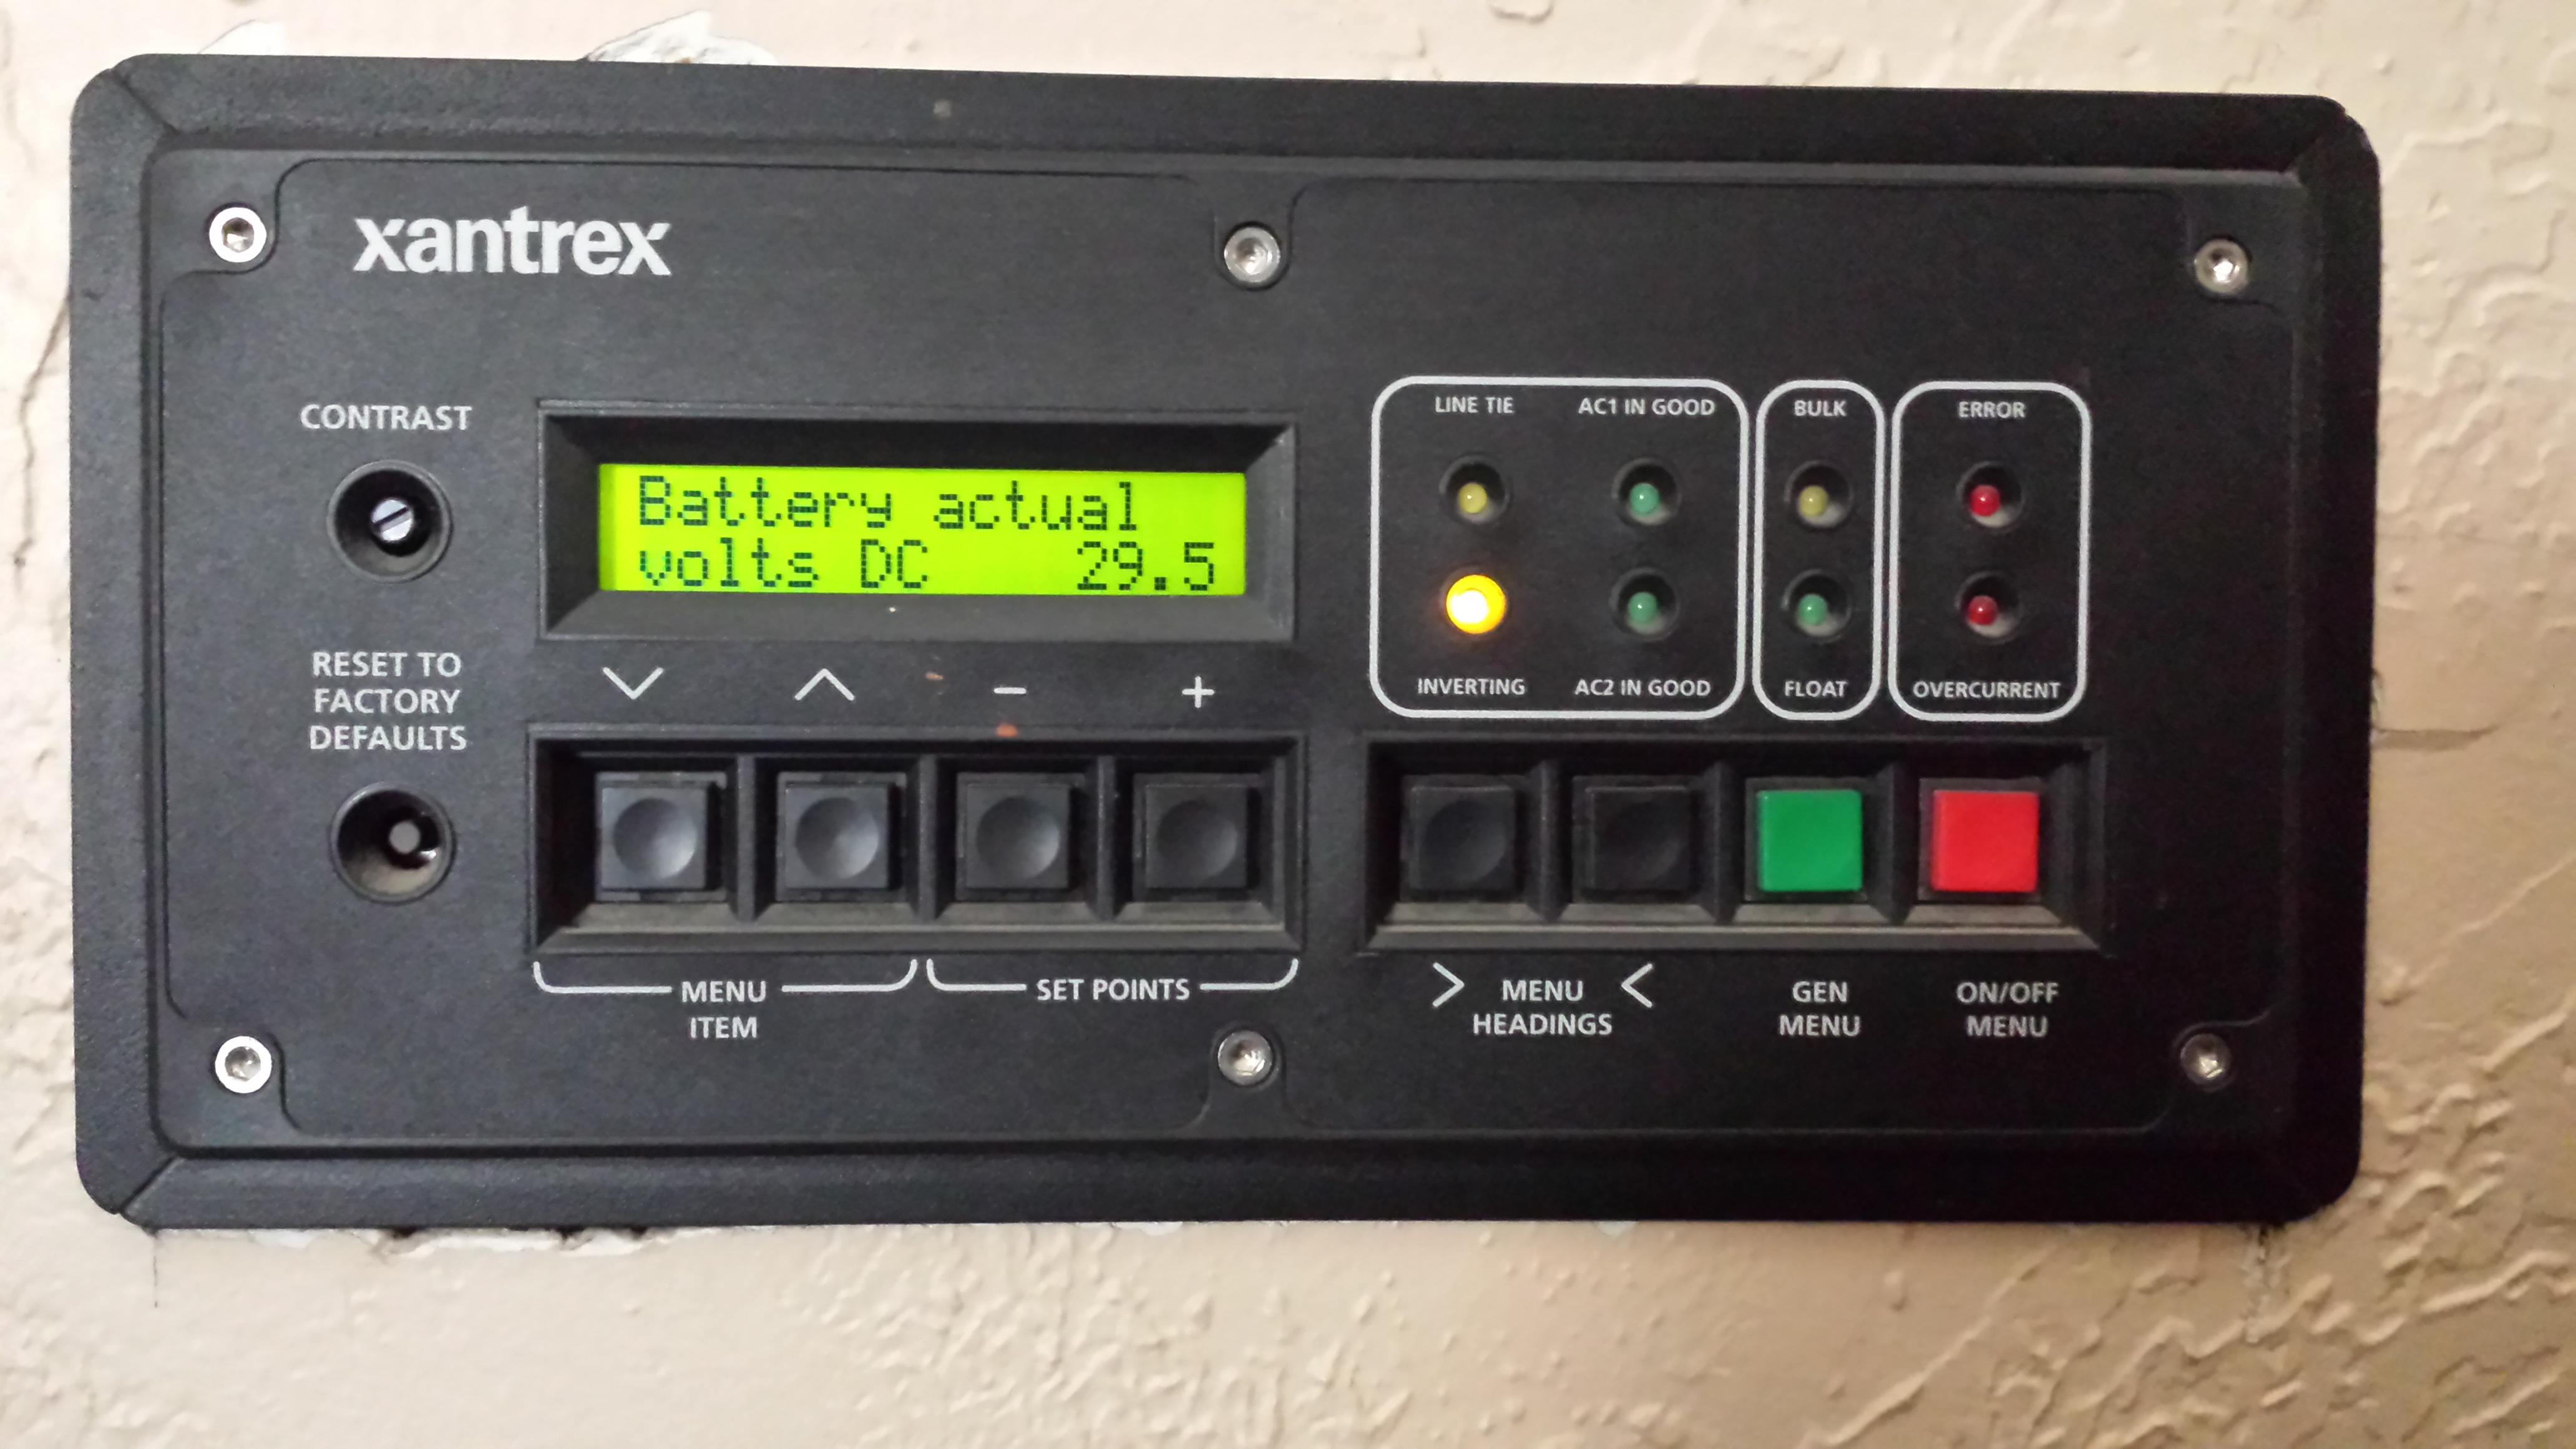 xantrex
CONTRAST
Battery actual
volts DC 29.5
RESET TO
FACTORY
DEFAULTS
- +
MENU
ITEM
SET POINTS
LINE TIE
AC1 IN GOOD
BULK
ERROR
INVERTING
AC2 IN GOOD
FLOAT
OVERCURRENT
> MENU <
HEADINGS
GEN
MENU
ON/OFF
MENU